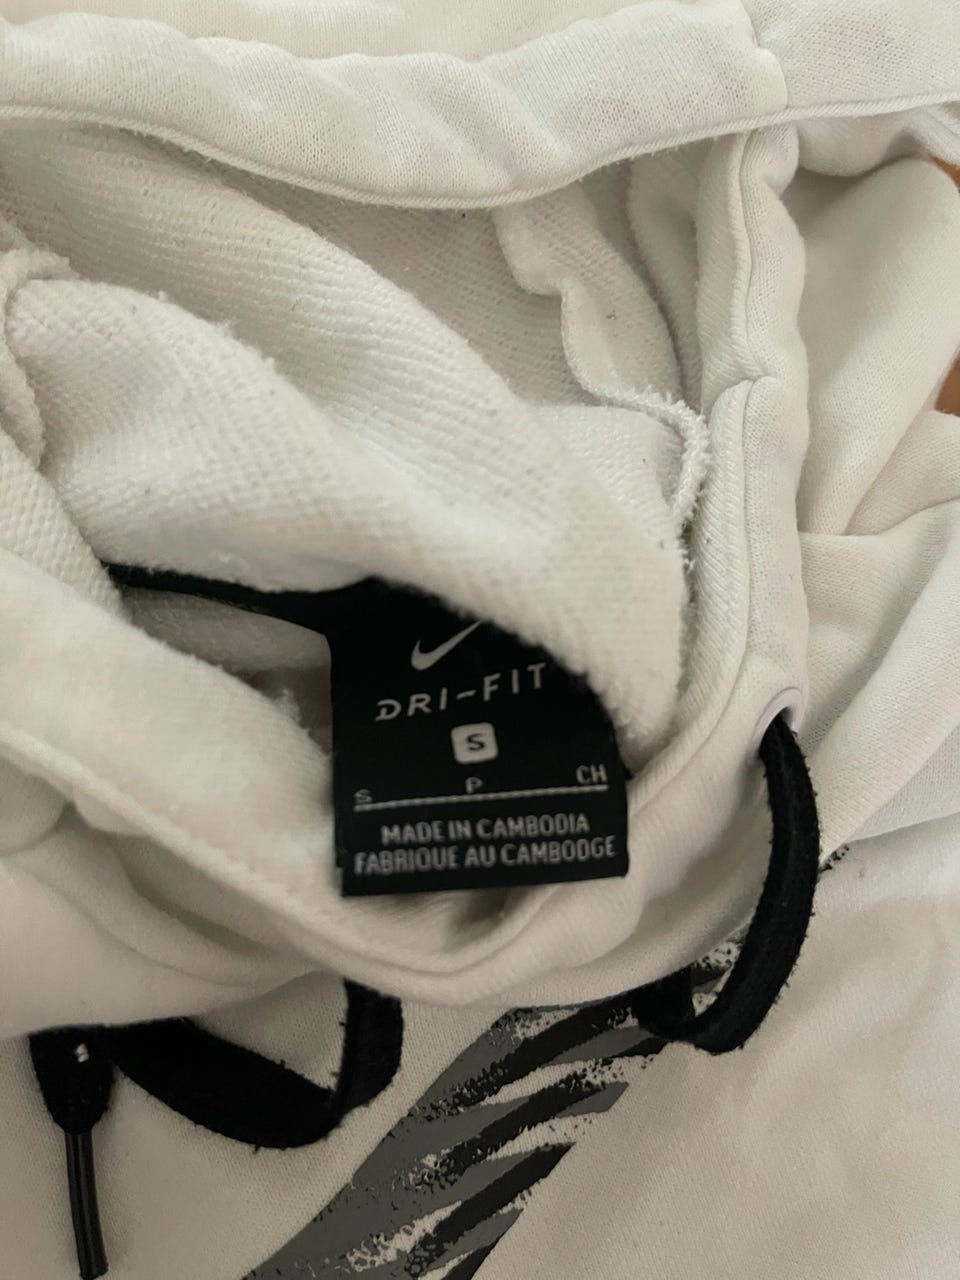 DRI-FIT
S
S P CH
MADE IN CAMBODIA
FABRIQUE AU CAMBODGE